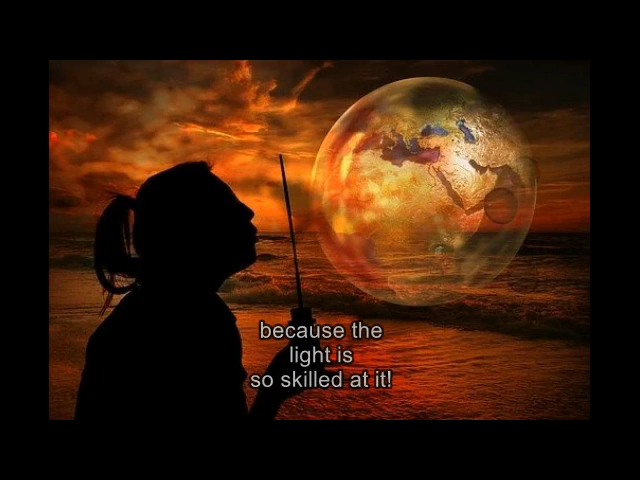 because the
light is
so skilled at it!